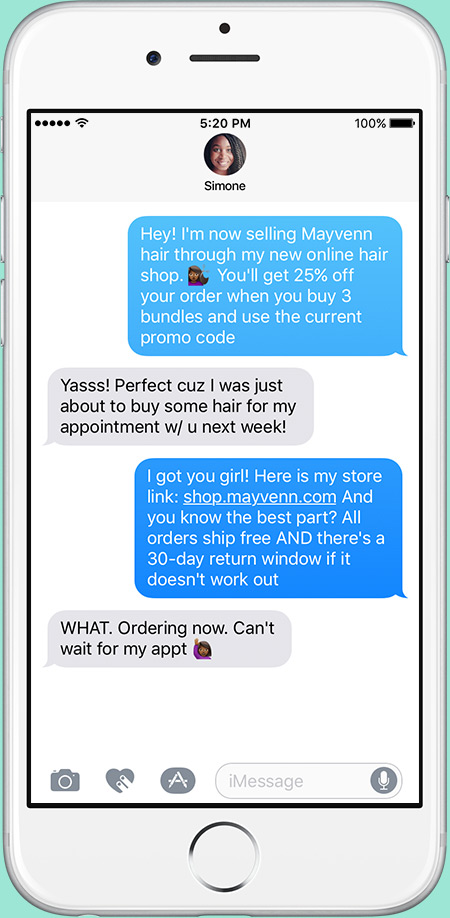 5:20 PM
100%
Simone
Hey! I'm now selling Mayvenn
hair through my new online hair
shop. 💁🏾 You'll get 25% off
your order when you buy 3
bundles and use the current
promo code
Yasss! Perfect cuz I was just
about to buy some hair for my
appointment w/ u next week!
I got you girl! Here is my store
link: shop.mayvenn.com And
you know the best part? All
orders ship free AND there's a
30-day return window if it
doesn't work out
WHAT. Ordering now. Can't
wait for my appt 🙋🏾
iMessage